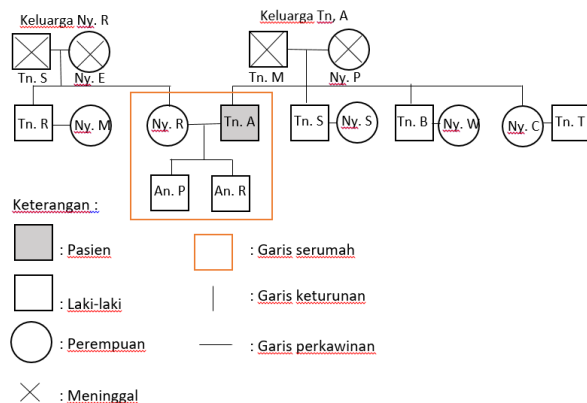 Keluarga Ny. R
Keluarga Tn, A
Tn. S
Ny. E
Tn. M
Ny. P
Tn. R
Ny. M
Ny. R
Tn. A
Tn. S
Ny. S
Tn. B
Ny. W
Ny. C
Tn. T
An. P
An. R
Keterangan :
: Pasien
: Garis serumah
: Laki-laki
: Garis keturunan
: Perempuan
: Garis perkawinan
: Meninggal